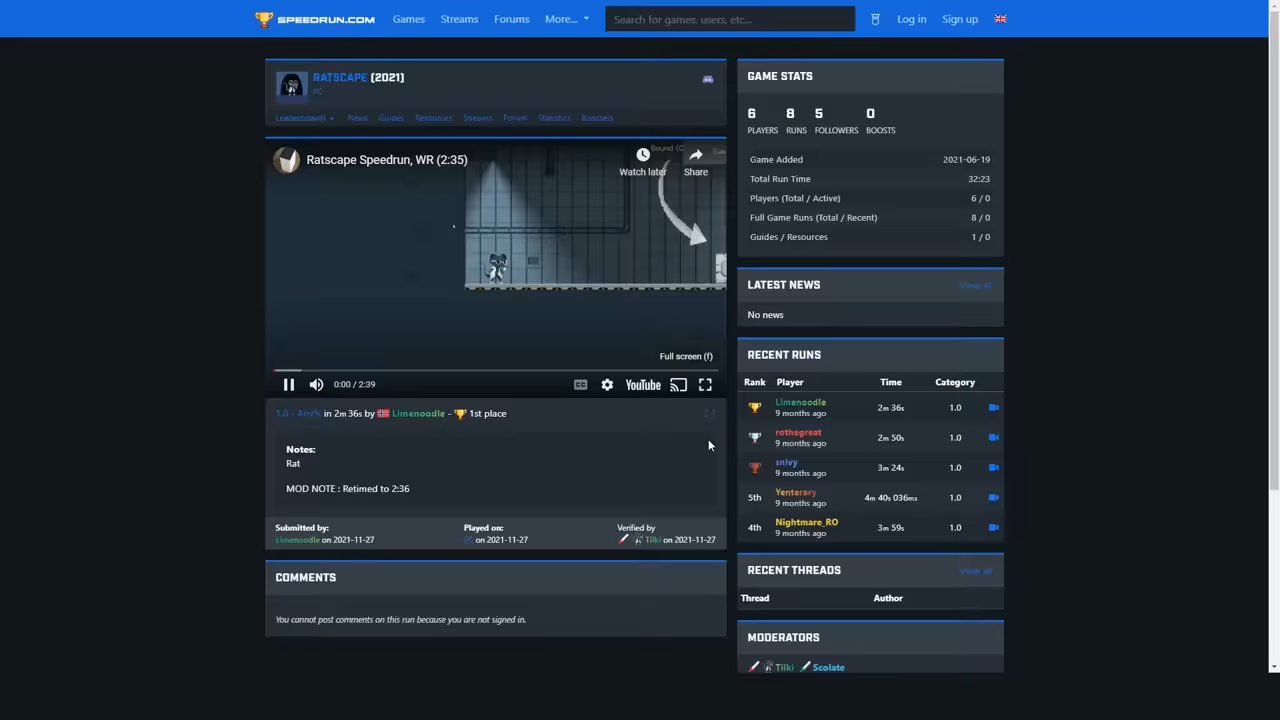 SPEEDRUN.COM Games Streams Forums More... Search for games, users, etc... Log in Sign up
RATSCAPE (2021)
PC
Leaderboards News Guides Resources Streams Forum Statistics Boosters
Ratscape Speedrun, WR (2:35)
Watch later Share
Full screen (f)
0:00 / 2:39 CC YouTube
1.0 - Any% in 2m 36s by Limenoodle - 1st place
Notes:
Rat
MOD NOTE : Retimed to 2:36
Submitted by:
Limenoodle on 2021-11-27
Played on:
PC on 2021-11-27
Verified by
Tilki on 2021-11-27
COMMENTS
You cannot post comments on this run because you are not signed in.
GAME STATS
6 8 5 0
PLAYERS RUNS FOLLOWERS BOOSTS
Game Added 2021-06-19
Total Run Time 32:23
Players (Total / Active) 6 / 0
Full Game Runs (Total / Recent) 8 / 0
Guides / Resources 1 / 0
LATEST NEWS View all
No news
RECENT RUNS
Rank Player Time Category
Limenoodle 2m 36s 1.0
9 months ago
rothegreat 2m 50s 1.0
9 months ago
snivy 3m 24s 1.0
9 months ago
5th Yenterary 4m 40s 036ms 1.0
9 months ago
4th Nightmare_RO 3m 59s 1.0
9 months ago
RECENT THREADS View all
Thread Author
MODERATORS
Tilki Scolate